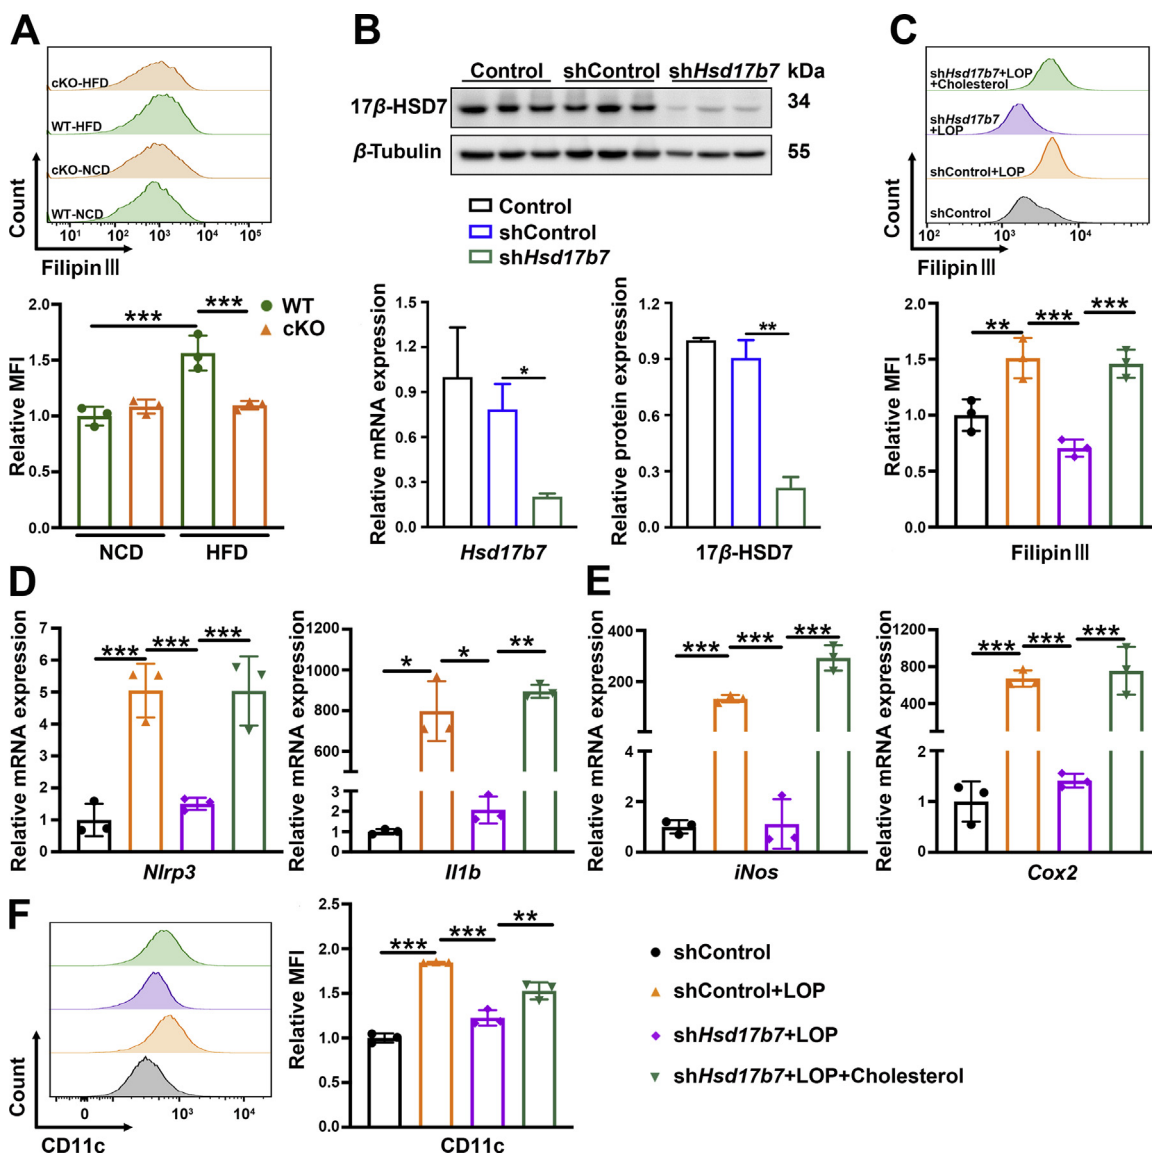 A
cKO-HFD
WT-HFD
cKO-NCD
WT-NCD
Count
10¹ 10² 10³ 10⁴ 10⁵
Filipin Ⅲ
2.0
1.5
1.0
0.5
0.0
Relative MFI
*** ***
WT
cKO
NCD HFD
B
Control shControl shHsd17b7 kDa
17β-HSD7 34
β-Tubulin 55
Control
shControl
shHsd17b7
Relative mRNA expression
1.5
1.2
0.9
0.6
0.3
0.0
*
Hsd17b7
Relative protein expression
1.2
0.9
0.6
0.3
0.0
**
17β-HSD7
C
shHsd17b7+LOP
+Cholesterol
shHsd17b7
+LOP
shControl+LOP
shControl
Count
10² 10³ 10⁴
Filipin Ⅲ
Relative MFI
2.0
1.5
1.0
0.5
0.0
** *** ***
Filipin Ⅲ
D
Relative mRNA expression
7
6
5
4
3
2
1
0
*** *** ***
Nlrp3
Relative mRNA expression
1200
1000
800
600
3
2
1
0
* * **
Il1b
E
Relative mRNA expression
400
200
4
2
0
*** *** ***
iNos
Relative mRNA expression
1200
800
400
2
1
0
*** *** ***
Cox2
F
Count
0 10³ 10⁴
CD11c
Relative MFI
2.5
2.0
1.5
1.0
0.5
0.0
*** *** **
CD11c
shControl
shControl+LOP
shHsd17b7+LOP
shHsd17b7+LOP+Cholesterol